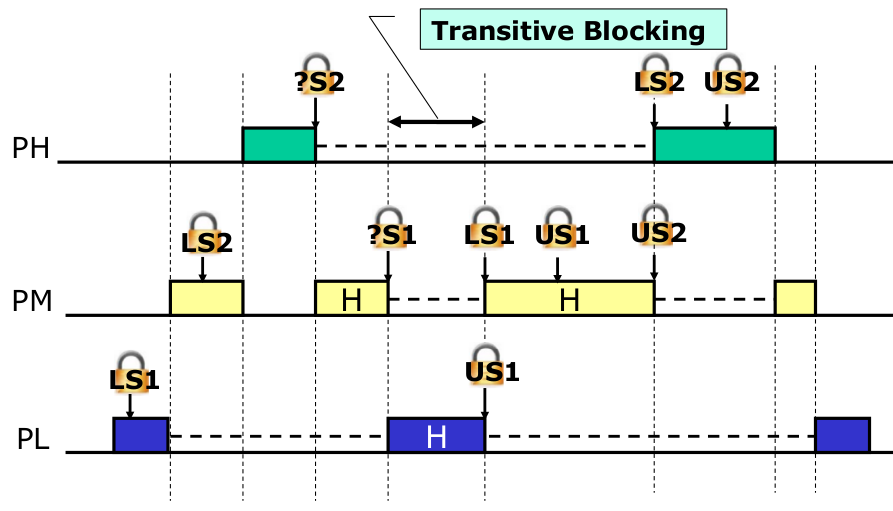 Transitive Blocking
?S2
LS2
US2
PH
LS2
?S1
LS1
US1
US2
PM
H
H
LS1
US1
PL
H